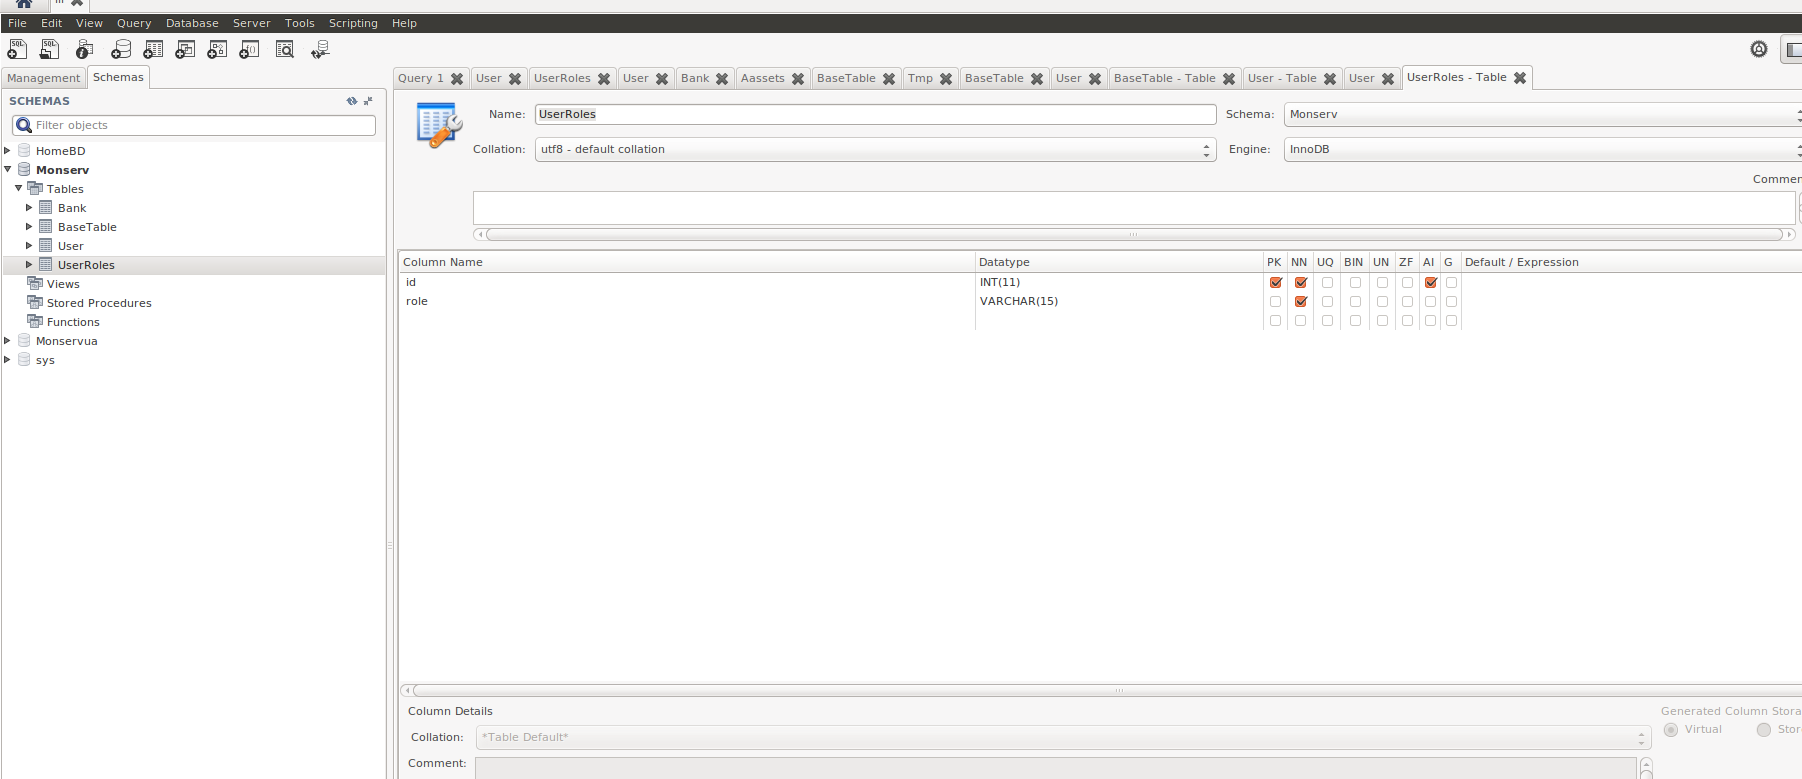 File Edit View Query Database Server Tools Scripting Help
Management Schemas
Query 1 User UserRoles User Bank Aassets BaseTable Tmp BaseTable User BaseTable - Table User - Table User UserRoles - Table
SCHEMAS
Filter objects
HomeBD
Monserv
Tables
Bank
BaseTable
User
UserRoles
Views
Stored Procedures
Functions
Monservua
sys
Name: UserRoles Schema: Monserv
Collation: utf8 - default collation Engine: InnoDB
Commen
Column Name Datatype PK NN UQ BIN UN ZF AI G Default / Expression
id INT(11)
role VARCHAR(15)
Column Details Generated Column Stora
Collation: *Table Default* Virtual Stor
Comment: